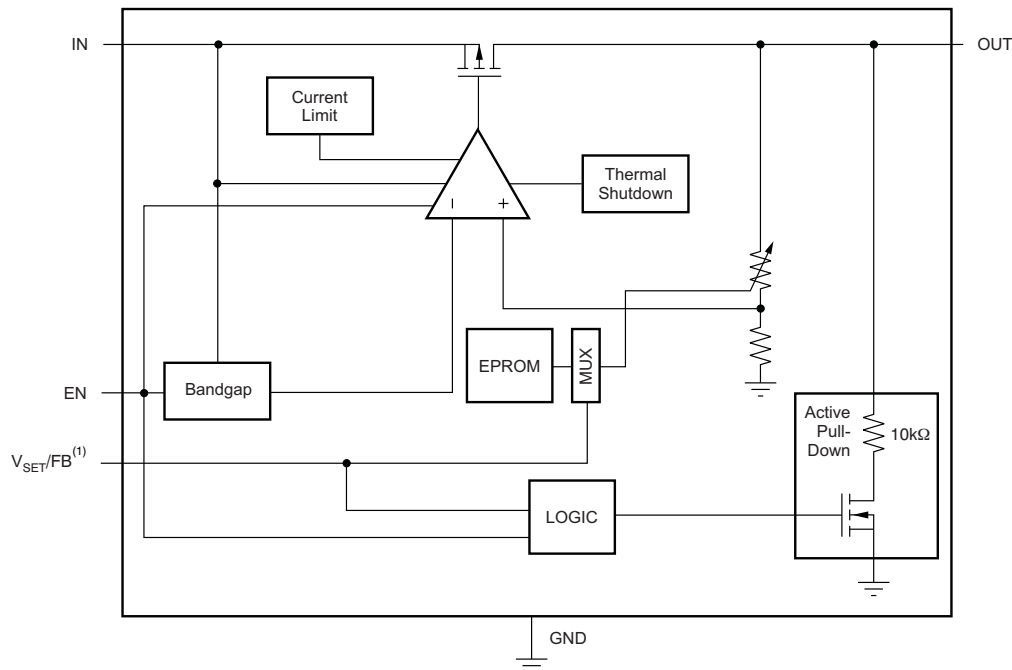 IN
OUT
Current
Limit
Thermal
Shutdown
− +
EPROM
MUX
EN
Bandgap
Active
Pull-
Down
10kΩ
V_SET/FB^(1)
LOGIC
GND